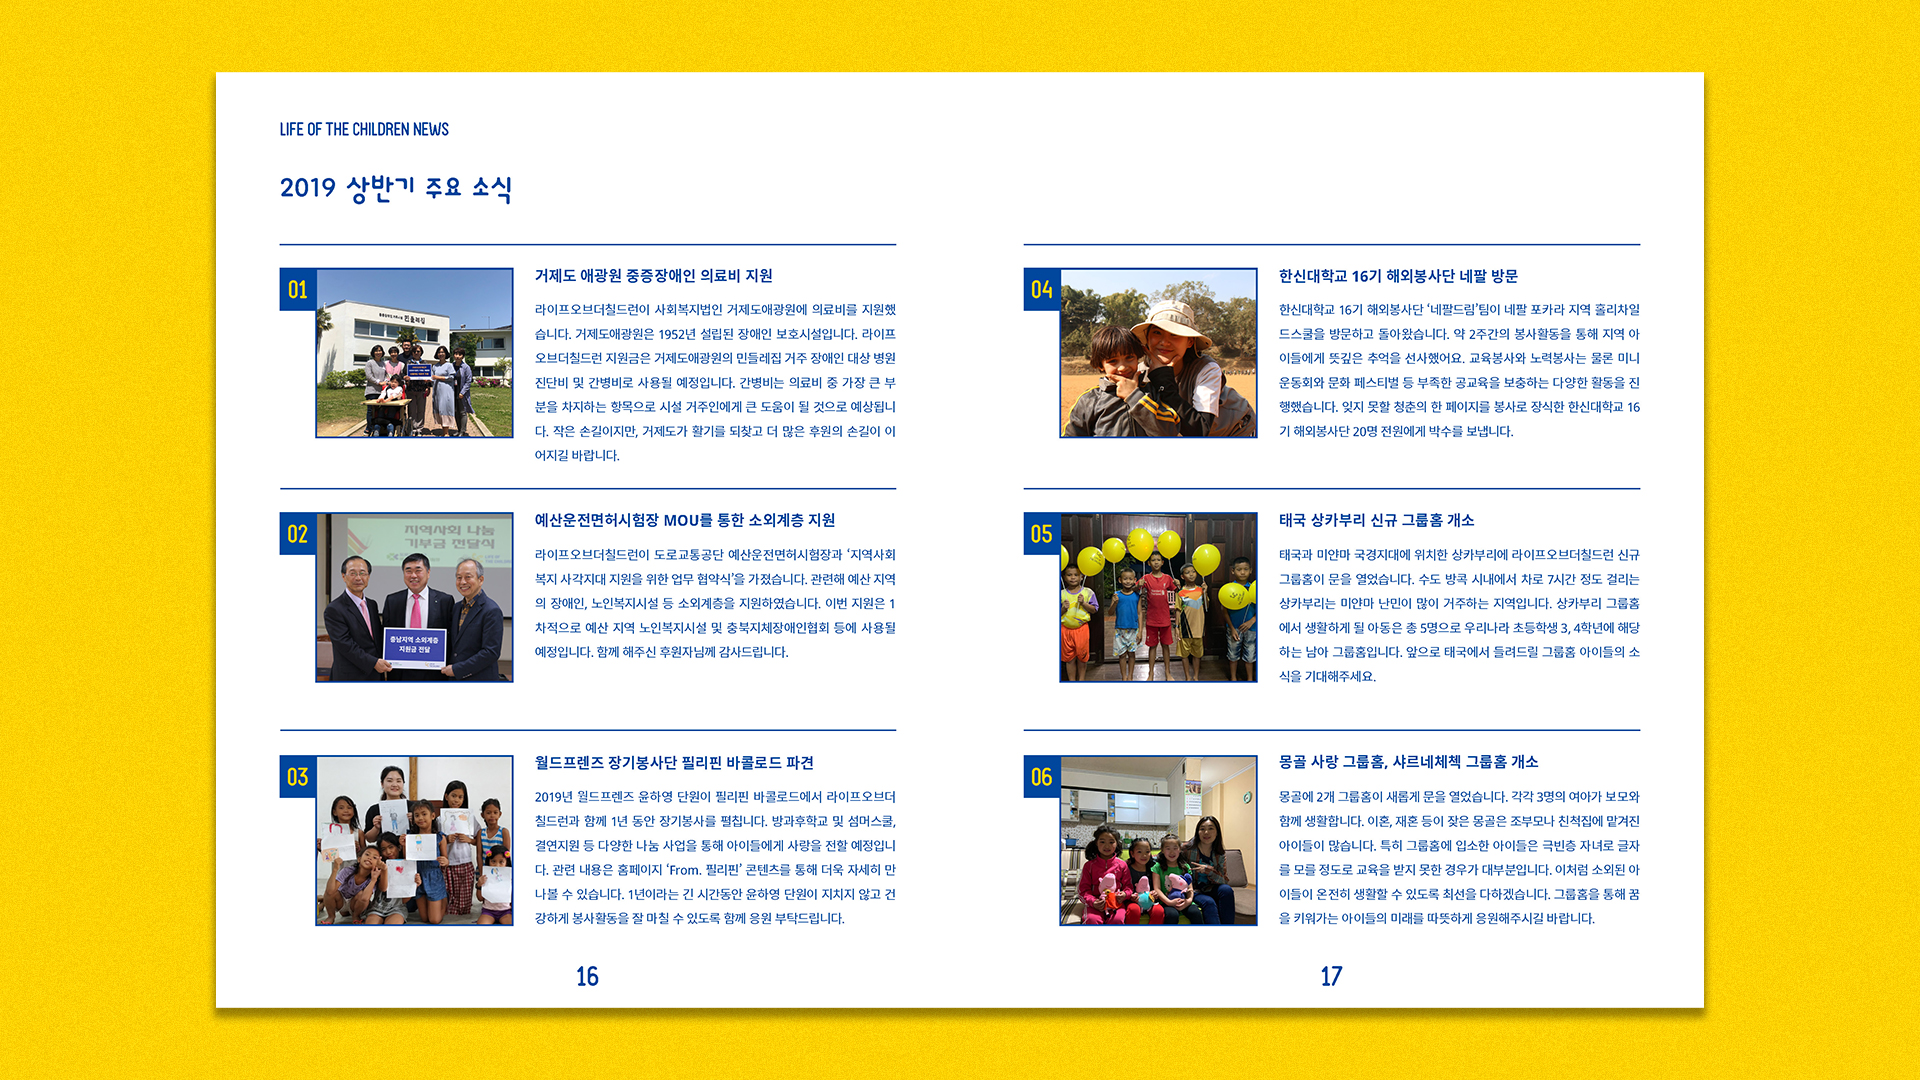 LIFE OF THE CHILDREN NEWS
2019 상반기 주요 소식
01
거제도 애광원 중증장애인 의료비 지원
라이프오브더칠드런이 사회복지법인 거제도애광원에 의료비를 지원했
습니다. 거제도애광원은 1952년 설립된 장애인 보호시설입니다. 라이프
오브더칠드런 지원금은 거제도애광원의 민들레집 거주 장애인 대상 병원
진단비 및 간병비로 사용될 예정입니다. 간병비는 의료비 중 가장 큰 부
분을 차지하는 항목으로 시설 거주인에게 큰 도움이 될 것으로 예상됩니
다. 작은 손길이지만, 거제도가 활기를 되찾고 더 많은 후원의 손길이 이
어지길 바랍니다.
02
지역사회 나눔
기부금 전달식
충남지역 소외계층
지원금 전달
예산운전면허시험장 MOU를 통한 소외계층 지원
라이프오브더칠드런이 도로교통공단 예산운전면허시험장과 ‘지역사회
복지 사각지대 지원을 위한 업무 협약식’을 가졌습니다. 관련해 예산 지역
의 장애인, 노인복지시설 등 소외계층을 지원하였습니다. 이번 지원은 1
차적으로 예산 지역 노인복지시설 및 충북지체장애인협회 등에 사용될
예정입니다. 함께 해주신 후원자님께 감사드립니다.
03
월드프렌즈 장기봉사단 필리핀 바콜로드 파견
2019년 월드프렌즈 윤하영 단원이 필리핀 바콜로드에서 라이프오브더
칠드런과 함께 1년 동안 장기봉사를 펼칩니다. 방과후학교 및 섬머스쿨,
결연지원 등 다양한 나눔 사업을 통해 아이들에게 사랑을 전할 예정입니
다. 관련 내용은 홈페이지 ‘From. 필리핀’ 콘텐츠를 통해 더욱 자세히 만
나볼 수 있습니다. 1년이라는 긴 시간동안 윤하영 단원이 지치지 않고 건
강하게 봉사활동을 잘 마칠 수 있도록 함께 응원 부탁드립니다.
16
04
한신대학교 16기 해외봉사단 네팔 방문
한신대학교 16기 해외봉사단 ‘네팔드림’팀이 네팔 포카라 지역 홀리차일
드스쿨을 방문하고 돌아왔습니다. 약 2주간의 봉사활동을 통해 지역 아
이들에게 뜻깊은 추억을 선사했어요. 교육봉사와 노력봉사는 물론 미니
운동회와 문화 페스티벌 등 부족한 공교육을 보충하는 다양한 활동을 진
행했습니다. 잊지 못할 청춘의 한 페이지를 봉사로 장식한 한신대학교 16
기 해외봉사단 20명 전원에게 박수를 보냅니다.
05
태국 상카부리 신규 그룹홈 개소
태국과 미얀마 국경지대에 위치한 상카부리에 라이프오브더칠드런 신규
그룹홈이 문을 열었습니다. 수도 방콕 시내에서 차로 7시간 정도 걸리는
상카부리는 미얀마 난민이 많이 거주하는 지역입니다. 상카부리 그룹홈
에서 생활하게 될 아동은 총 5명으로 우리나라 초등학생 3, 4학년에 해당
하는 남아 그룹홈입니다. 앞으로 태국에서 들려드릴 그룹홈 아이들의 소
식을 기대해주세요.
06
몽골 사랑 그룹홈, 샤르네체첵 그룹홈 개소
몽골에 2개 그룹홈이 새롭게 문을 열었습니다. 각각 3명의 여아가 보모와
함께 생활합니다. 이혼, 재혼 등이 잦은 몽골은 조부모나 친척집에 맡겨진
아이들이 많습니다. 특히 그룹홈에 입소한 아이들은 극빈층 자녀로 글자
를 모를 정도로 교육을 받지 못한 경우가 대부분입니다. 이처럼 소외된 아
이들이 온전히 생활할 수 있도록 최선을 다하겠습니다. 그룹홈을 통해 꿈
을 키워가는 아이들의 미래를 따뜻하게 응원해주시길 바랍니다.
17